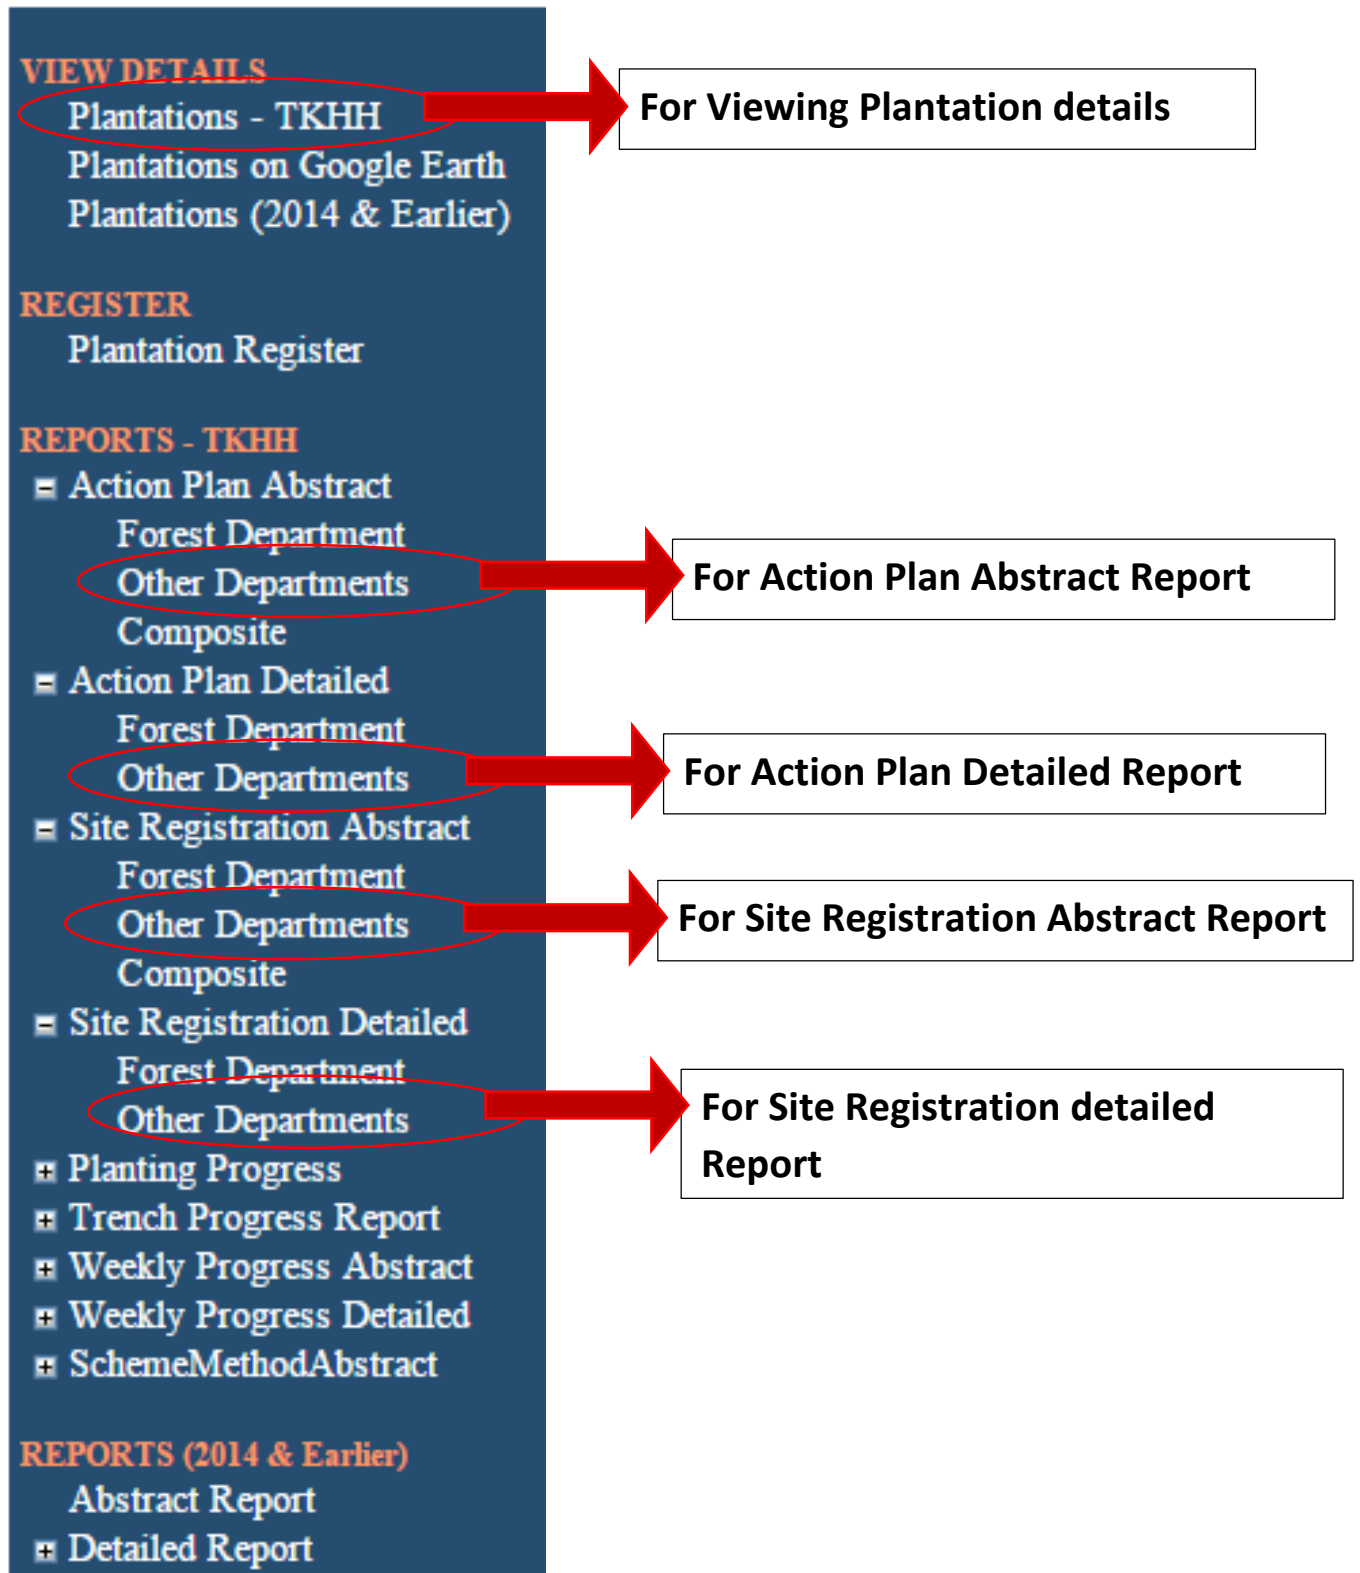 VIEW DETAILS
Plantations - TKHH
For Viewing Plantation details
Plantations on Google Earth
Plantations (2014 & Earlier)
REGISTER
Plantation Register
REPORTS - TKHH
Action Plan Abstract
Forest Department
Other Departments
For Action Plan Abstract Report
Composite
Action Plan Detailed
Forest Department
Other Departments
For Action Plan Detailed Report
Site Registration Abstract
Forest Department
Other Departments
For Site Registration Abstract Report
Composite
Site Registration Detailed
Forest Department
Other Departments
For Site Registration detailed
Report
Planting Progress
Trench Progress Report
Weekly Progress Abstract
Weekly Progress Detailed
SchemeMethodAbstract
REPORTS (2014 & Earlier)
Abstract Report
Detailed Report